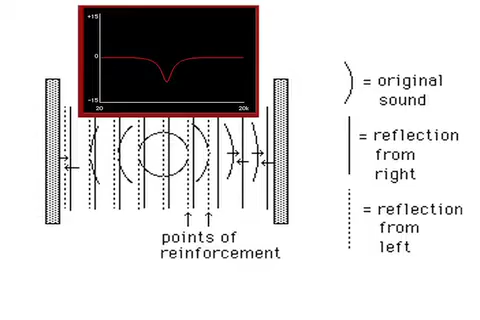 +15
0
-15
20
20k
= original
sound
= reflection
from
right
= reflection
from
left
points of
reinforcement